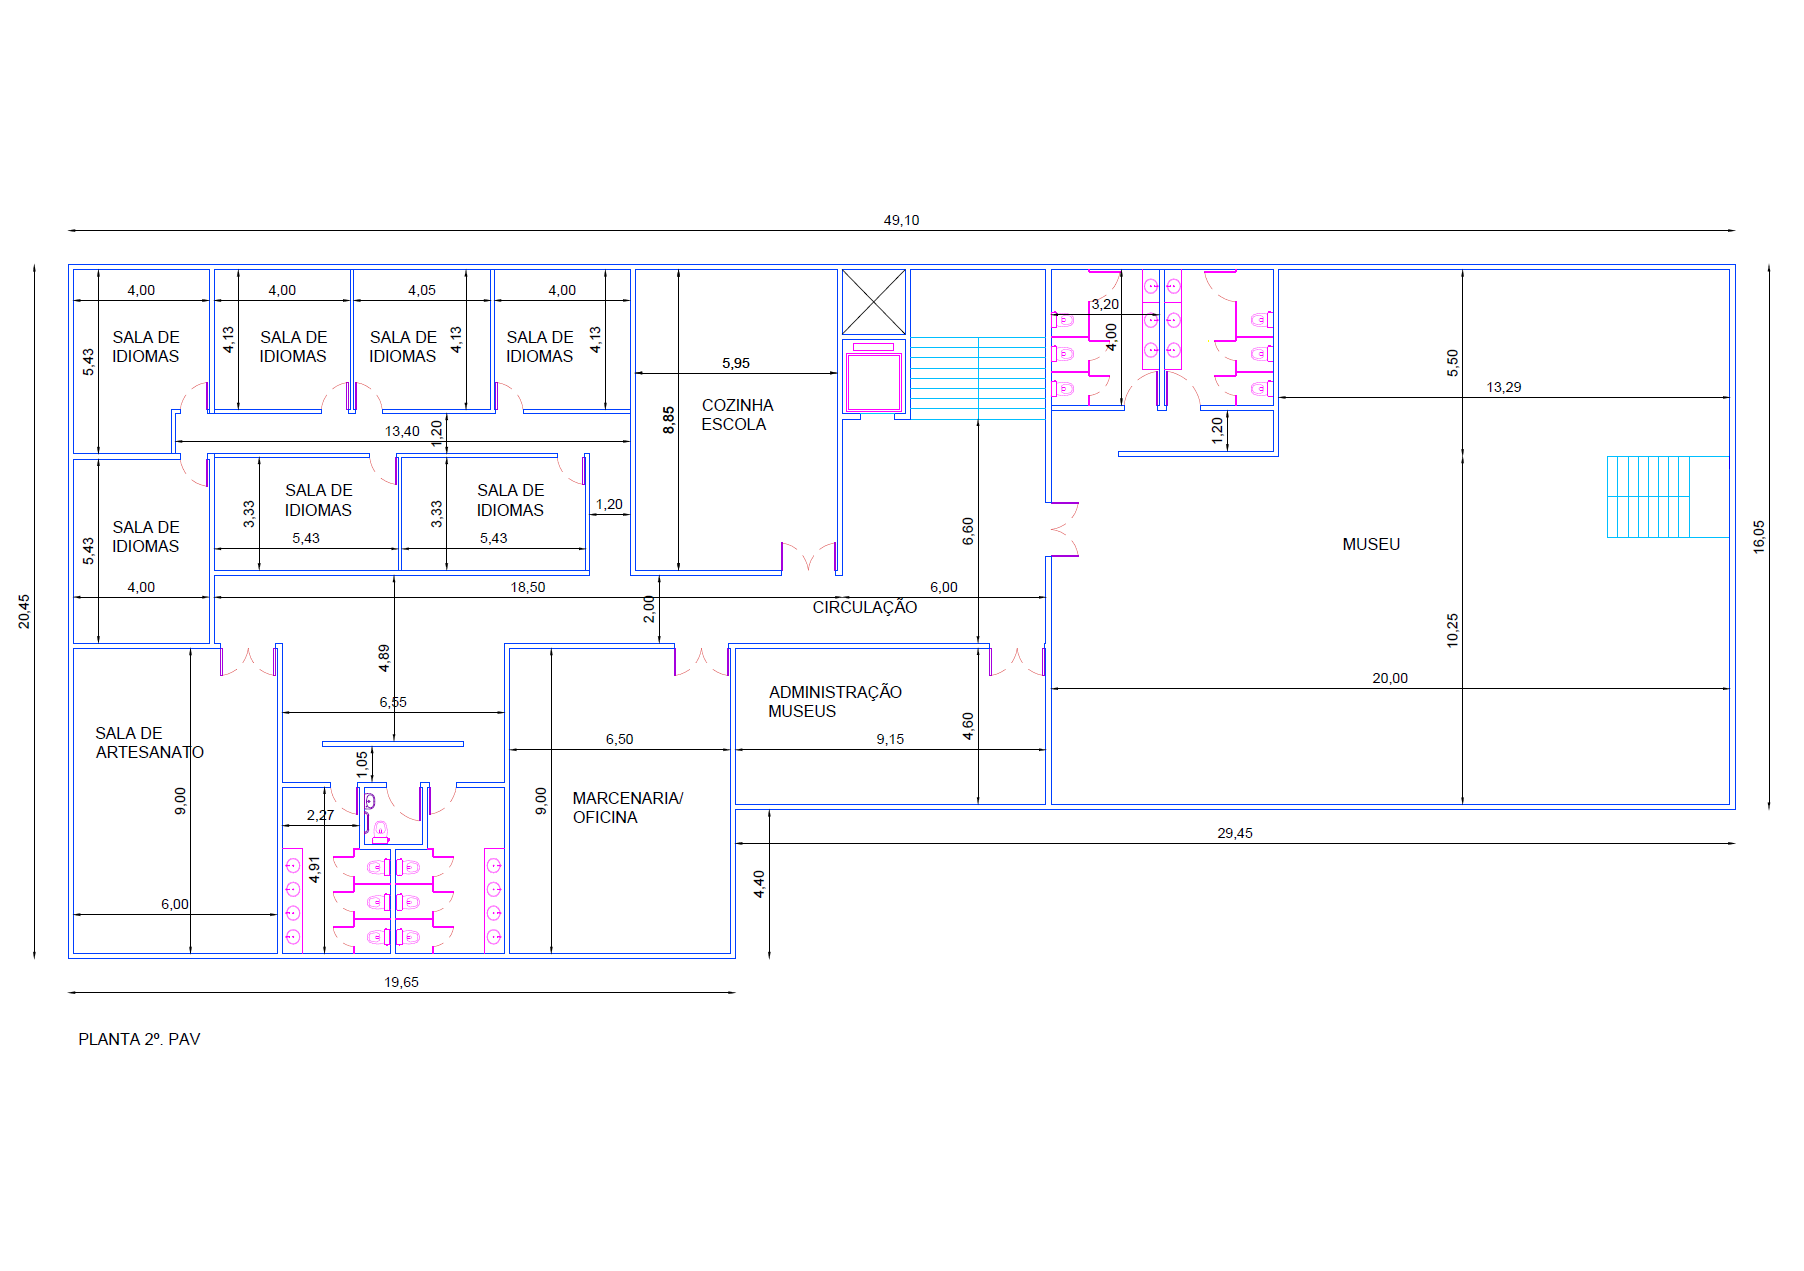 49,10
4,00
4,00
4,05
4,00
SALA DE
IDIOMAS
SALA DE
IDIOMAS
SALA DE
IDIOMAS
SALA DE
IDIOMAS
5,43
4,13
4,13
4,13
5,95
8,85
COZINHA
ESCOLA
3,20
4,00
5,50
13,29
13,40
1,20
1,20
SALA DE
IDIOMAS
SALA DE
IDIOMAS
SALA DE
IDIOMAS
3,33
3,33
5,43
5,43
5,43
1,20
4,00
18,50
2,00
6,00
6,60
CIRCULAÇÃO
MUSEU
16,05
20,45
10,25
20,00
4,89
6,55
1,05
SALA DE
ARTESANATO
9,00
6,00
2,27
4,91
6,50
9,00
MARCENARIA/
OFICINA
ADMINISTRAÇÃO
MUSEUS
9,15
4,60
29,45
4,40
19,65
PLANTA 2º. PAV